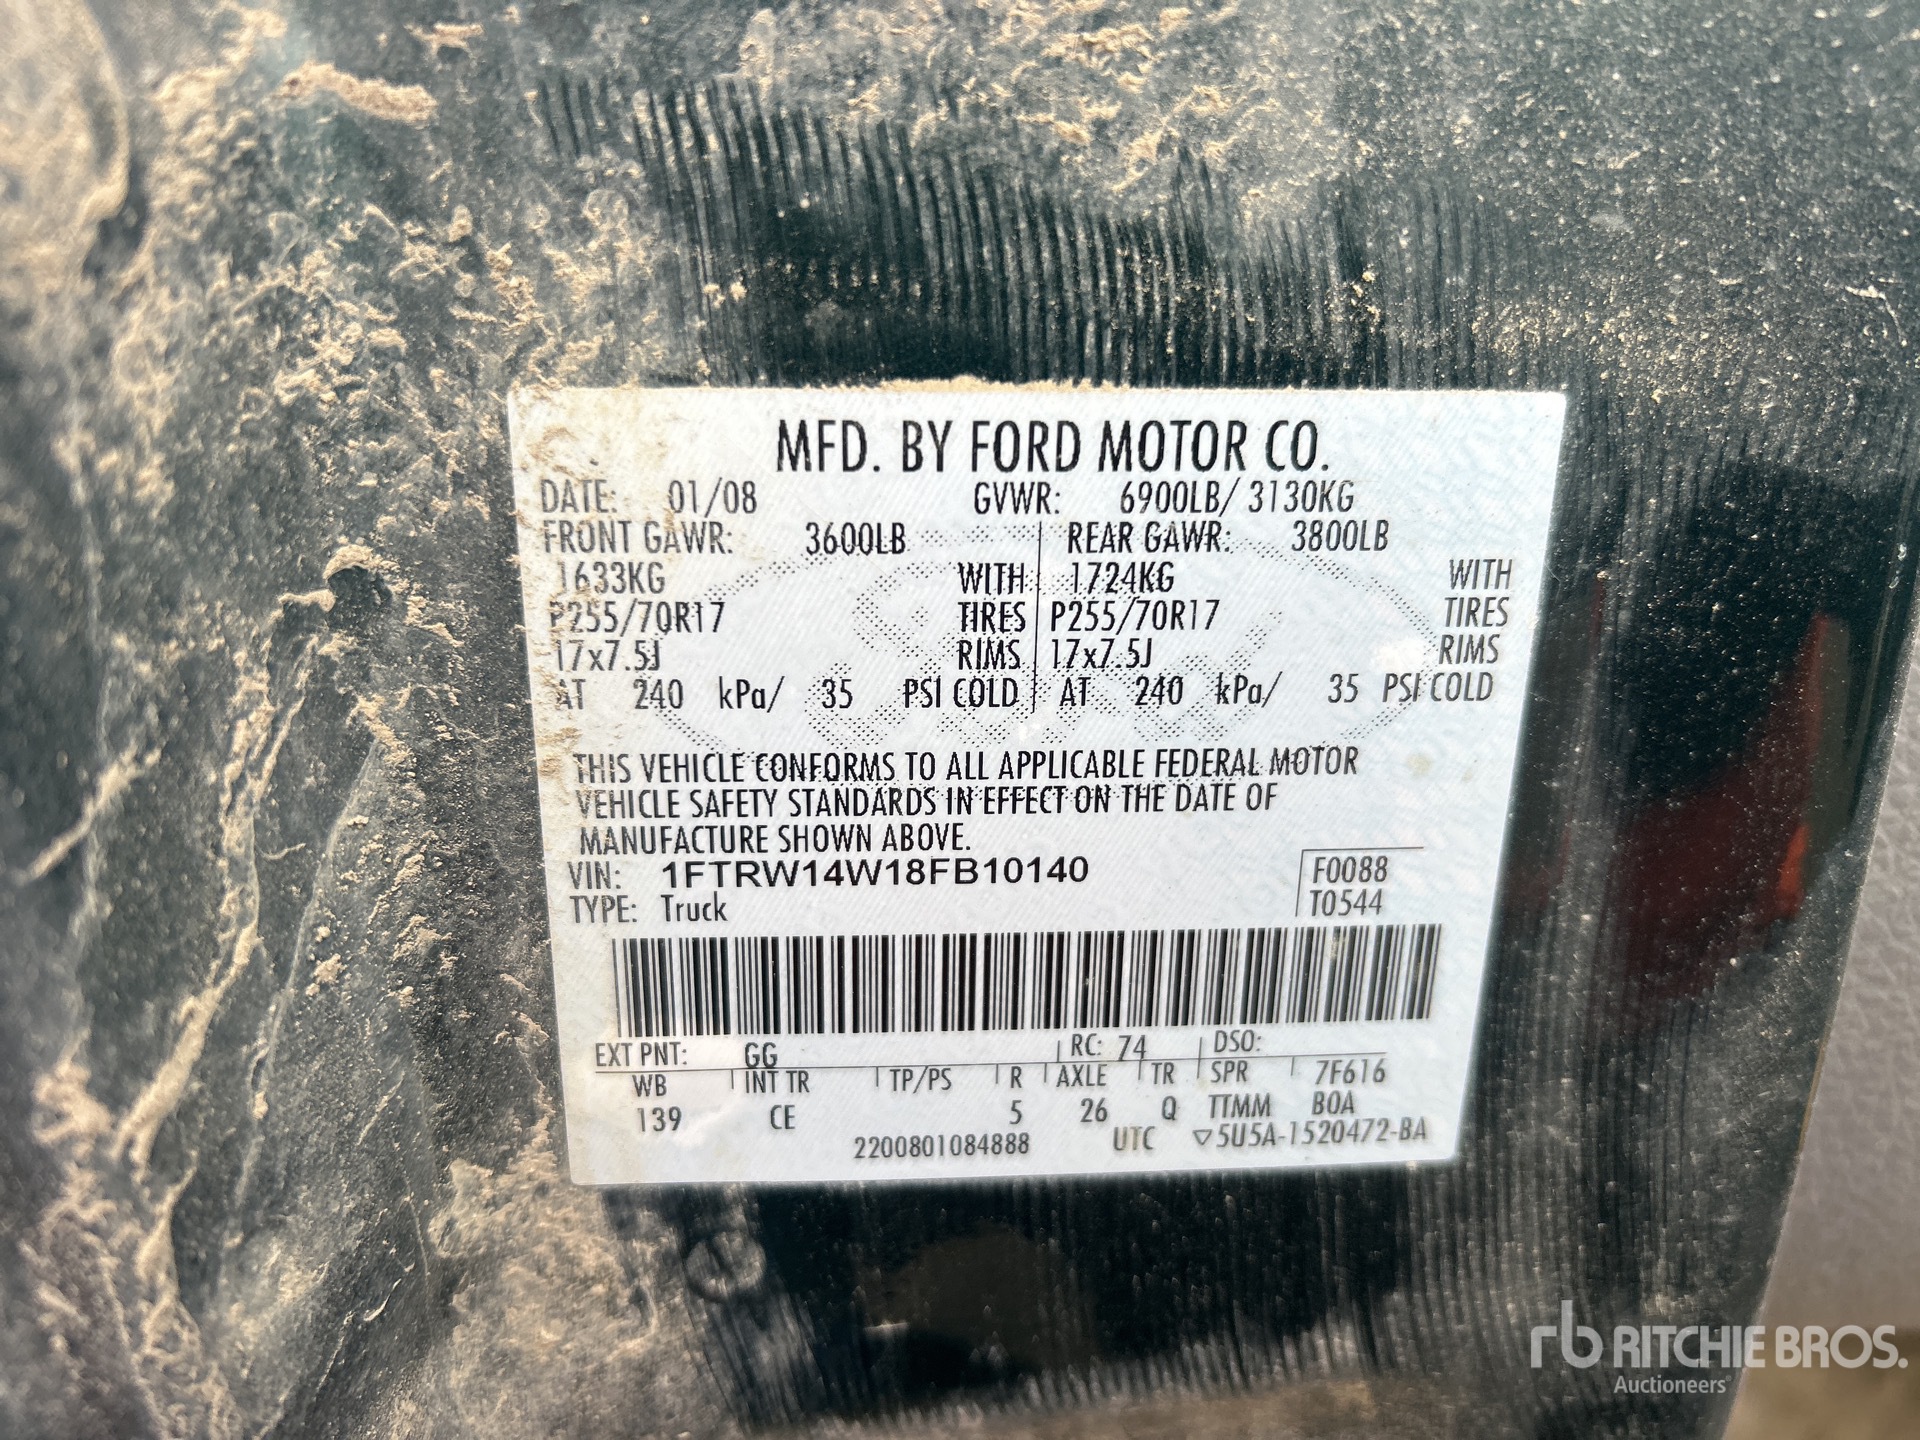 MFD. BY FORD MOTOR CO.
DATE: 01/08 GVWR: 6900LB/ 3130KG
FRONT GAWR: 3600LB REAR GAWR: 3800LB
1633KG WITH 1724KG WITH
P255/70R17 TIRES P255/70R17 TIRES
17x7.5J RIMS 17x7.5J RIMS
AT 240 kPa/ 35 PSI COLD AT 240 kPa/ 35 PSI COLD
THIS VEHICLE CONFORMS TO ALL APPLICABLE FEDERAL MOTOR
VEHICLE SAFETY STANDARDS IN EFFECT ON THE DATE OF
MANUFACTURE SHOWN ABOVE.
VIN: 1FTRW14W18FB10140 F0088
TYPE: Truck T0544
EXT PNT: GG RC: 74 DSO:
WB INT TR TP/PS R AXLE TR SPR 7F616
139 CE 5 26 Q TTMM BOA
2200801084888 UTC ▽5U5A-1520472-BA
rb RITCHIE BROS.
Auctioneers